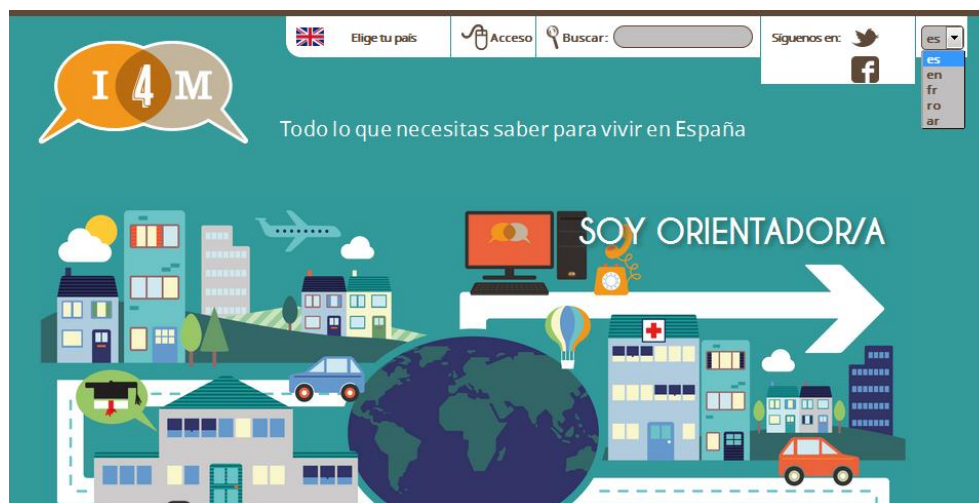 Elige tu país
Acceso
Buscar:
Síguenos en:
es
es
en
fr
ro
ar
I 4 M
Todo lo que necesitas saber para vivir en España
SOY ORIENTADOR/A